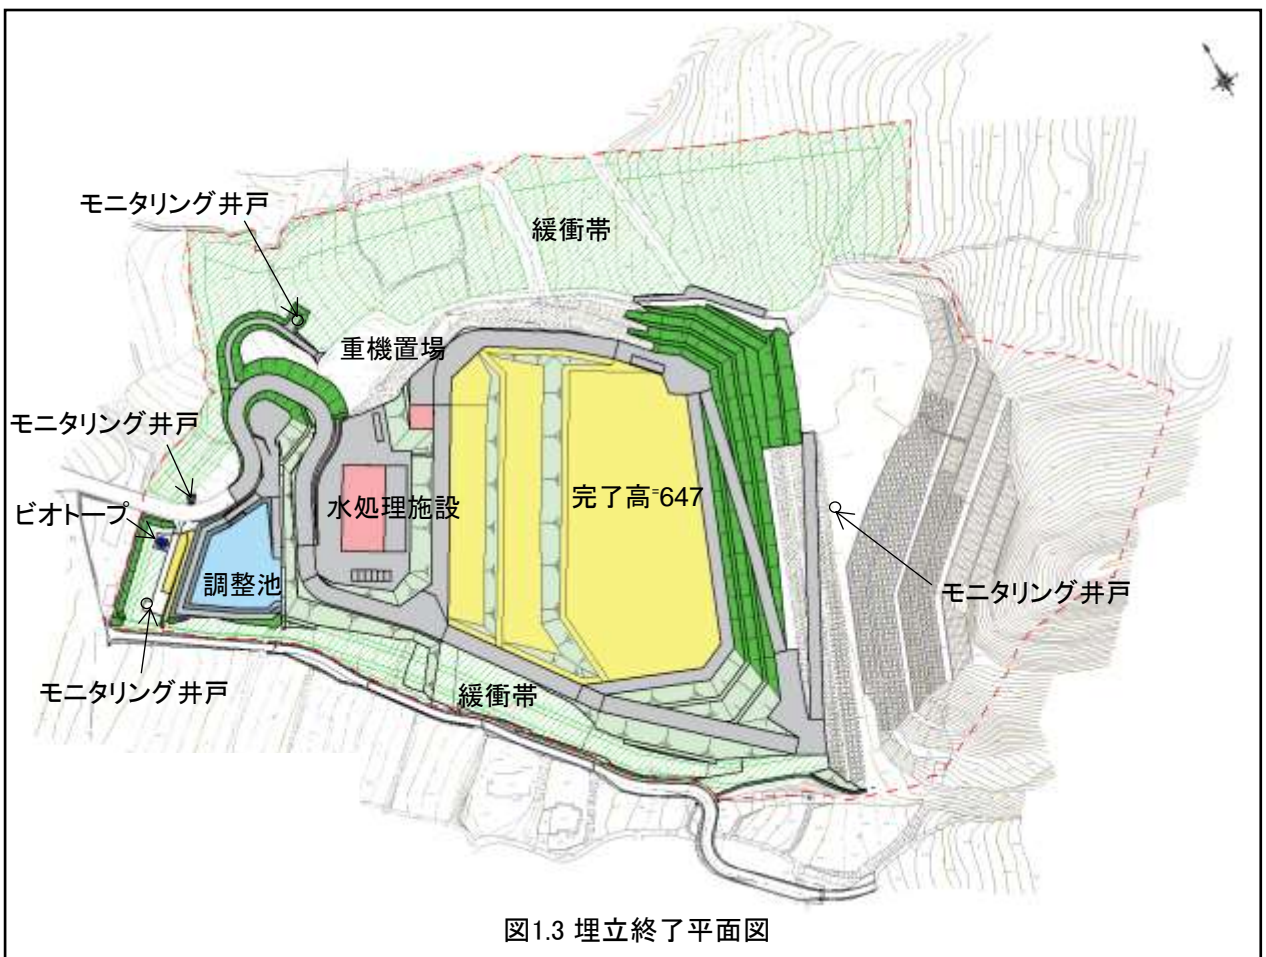 モニタリング井戸
緩衝帯
重機置場
モニタリング井戸
完了高=647
水処理施設
ビオトープ
調整池
モニタリング井戸
モニタリング井戸
緩衝帯
図1.3 埋立終了平面図